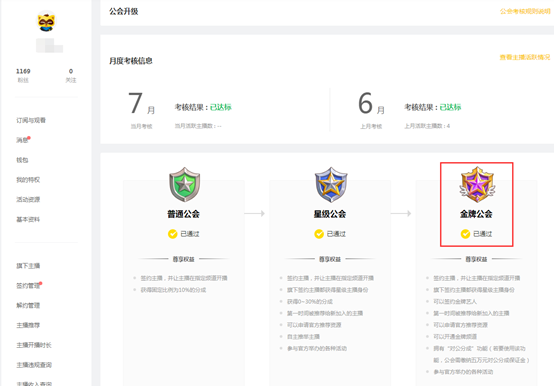 1169
0
粉丝
关注
订阅与观看
消息
钱包
我的特权
活动资源
基本资料
旗下主播
签约管理
解约管理
主播推荐
主播开播时长
主播违规查询
主播收入查询
公会升级
公会考核规则说明
月度考核信息
查看主播活跃情况
7 月
当月考核
考核结果：已达标
当月活跃主播数：--
6 月
上月考核
考核结果：已达标
上月活跃主播数：4
普通公会
已通过
尊享权益
签约主播，并让主播在指定频道开播
获得固定比例为10%的分成
星级公会
已通过
尊享权益
签约主播，并让主播在指定频道开播
旗下签约主播都获得星级主播身份
获得0~30%的分成
第一时间被推荐给新加入的主播
可以申请官方推荐资源
自主推荐主播
参与官方举办的各种活动
金牌公会
已通过
尊享权益
签约主播，并让主播在指定频道开播
旗下签约主播都获得星级主播身份
可以签约金牌艺人
第一时间被推荐给新加入的主播
可以申请官方推荐资源
可以开通金牌频道
拥有“对公分成”功能（若要使用该功
能，公会需缴纳五万元对公分成保证金）
参与官方举办的各种活动